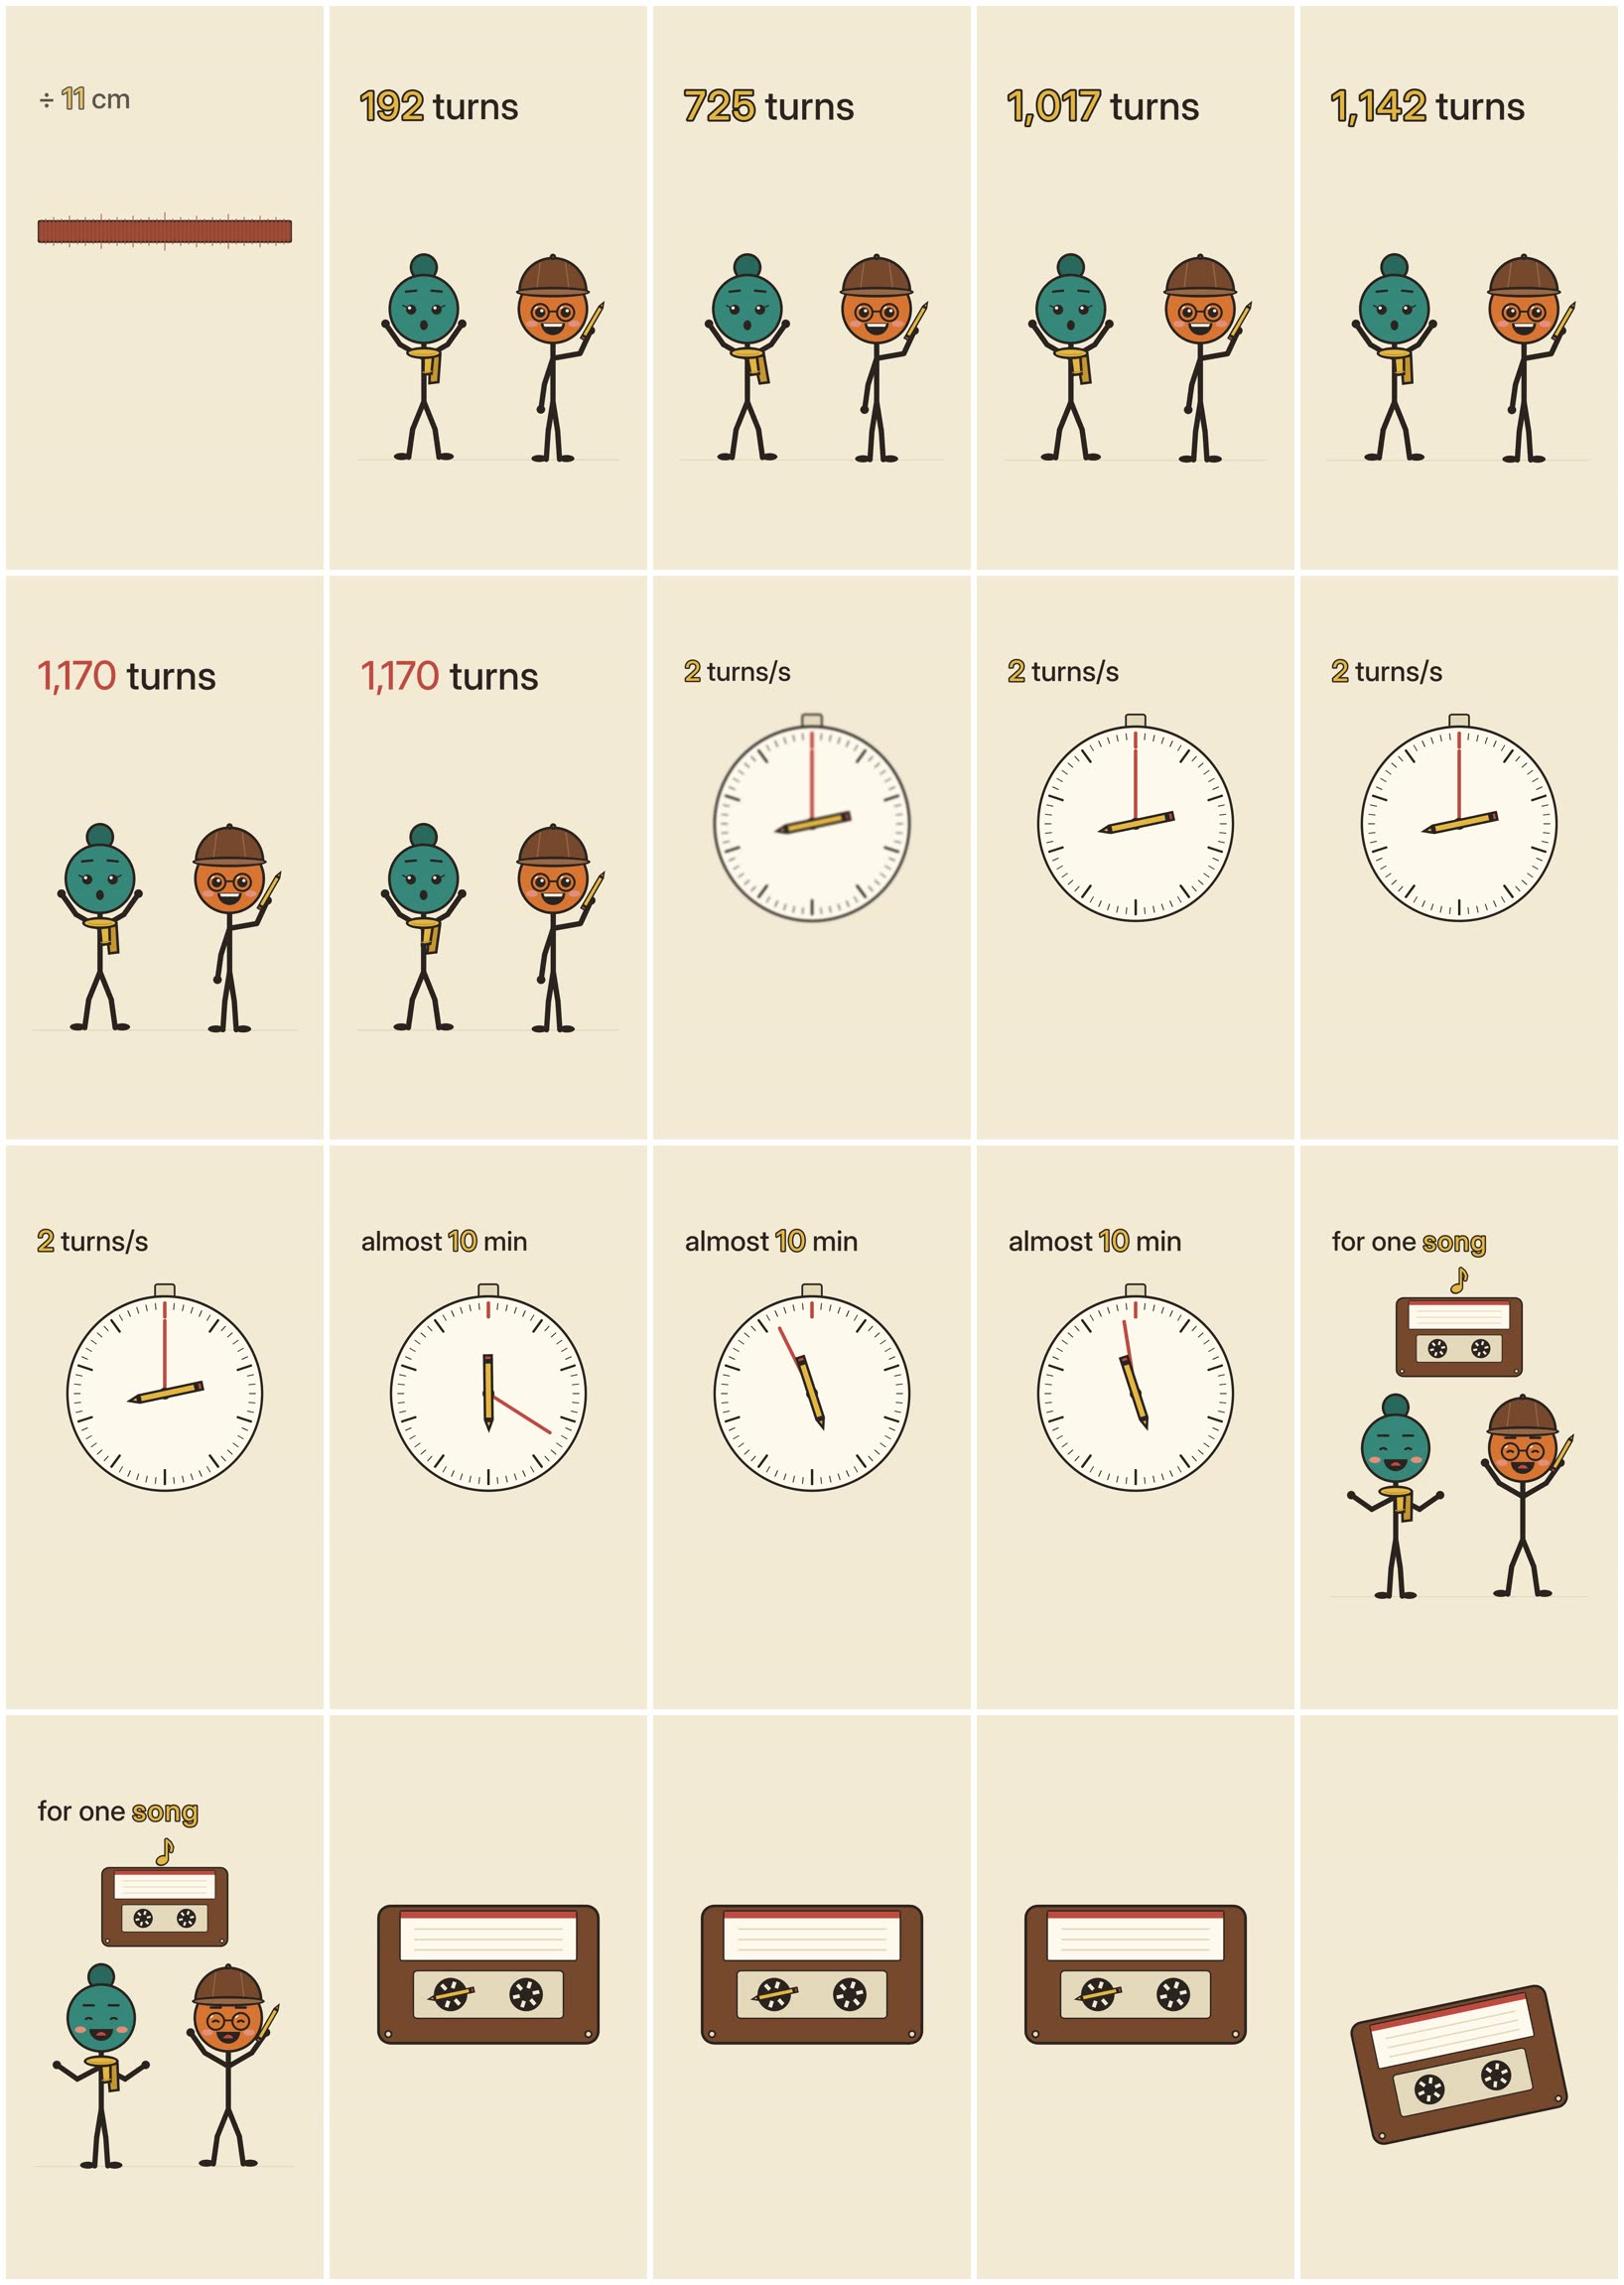 ÷ 11 cm
192 turns
725 turns
1,017 turns
1,142 turns
1,170 turns
1,170 turns
2 turns/s
2 turns/s
2 turns/s
2 turns/s
almost 10 min
almost 10 min
almost 10 min
for one song
for one song